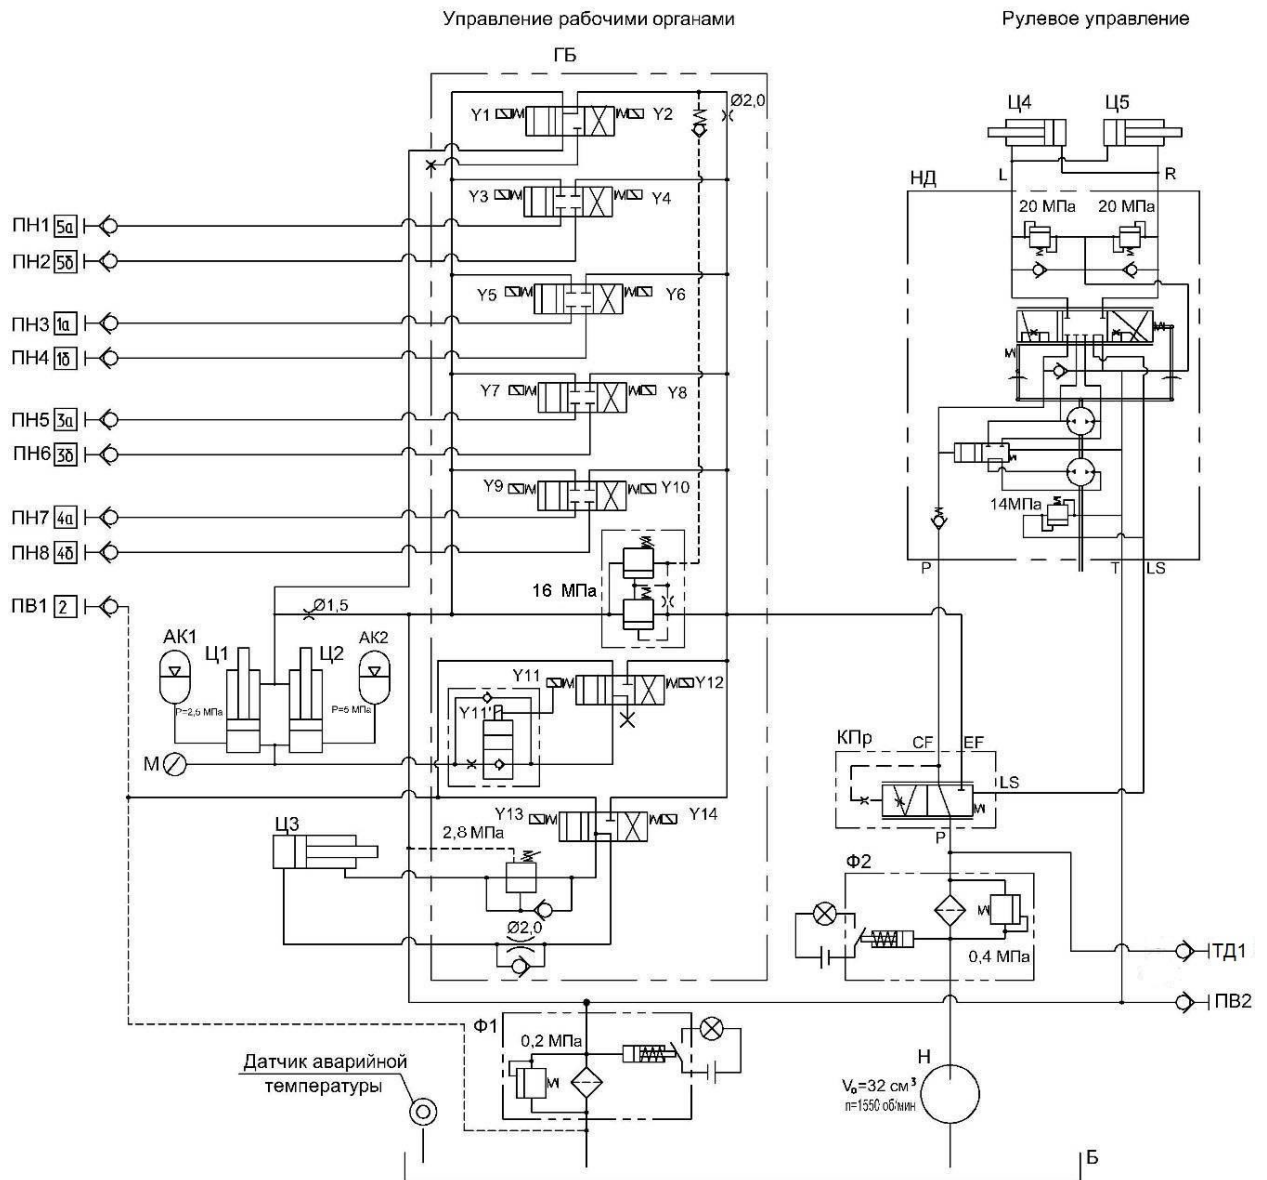 Управление рабочими органами
Рулевое управление
ГБ
Y1
Y2
Ø2,0
Y3
Y4
ПН1 5а
ПН2 5б
Y5
Y6
ПН3 1а
ПН4 1б
Y7
Y8
ПН5 3а
ПН6 3б
Y9
Y10
ПН7 4а
ПН8 4б
16 МПа
ПВ1 2
Ø1,5
АК1
Ц1
Ц2
АК2
P=2,5 МПа
P=5 МПа
Y11
Y12
Y11'
М
Y13
Y14
2,8 МПа
Ц3
Ø2,0
Ц4
Ц5
L
R
НД
20 МПа
20 МПа
14МПа
P
T
LS
КПр
CF
EF
LS
P
Ф2
0,4 МПа
ТД1
ПВ2
Ф1
0,2 МПа
Датчик аварийной
температуры
Н
V₀=32 см³
n=1550 об/мин
Б